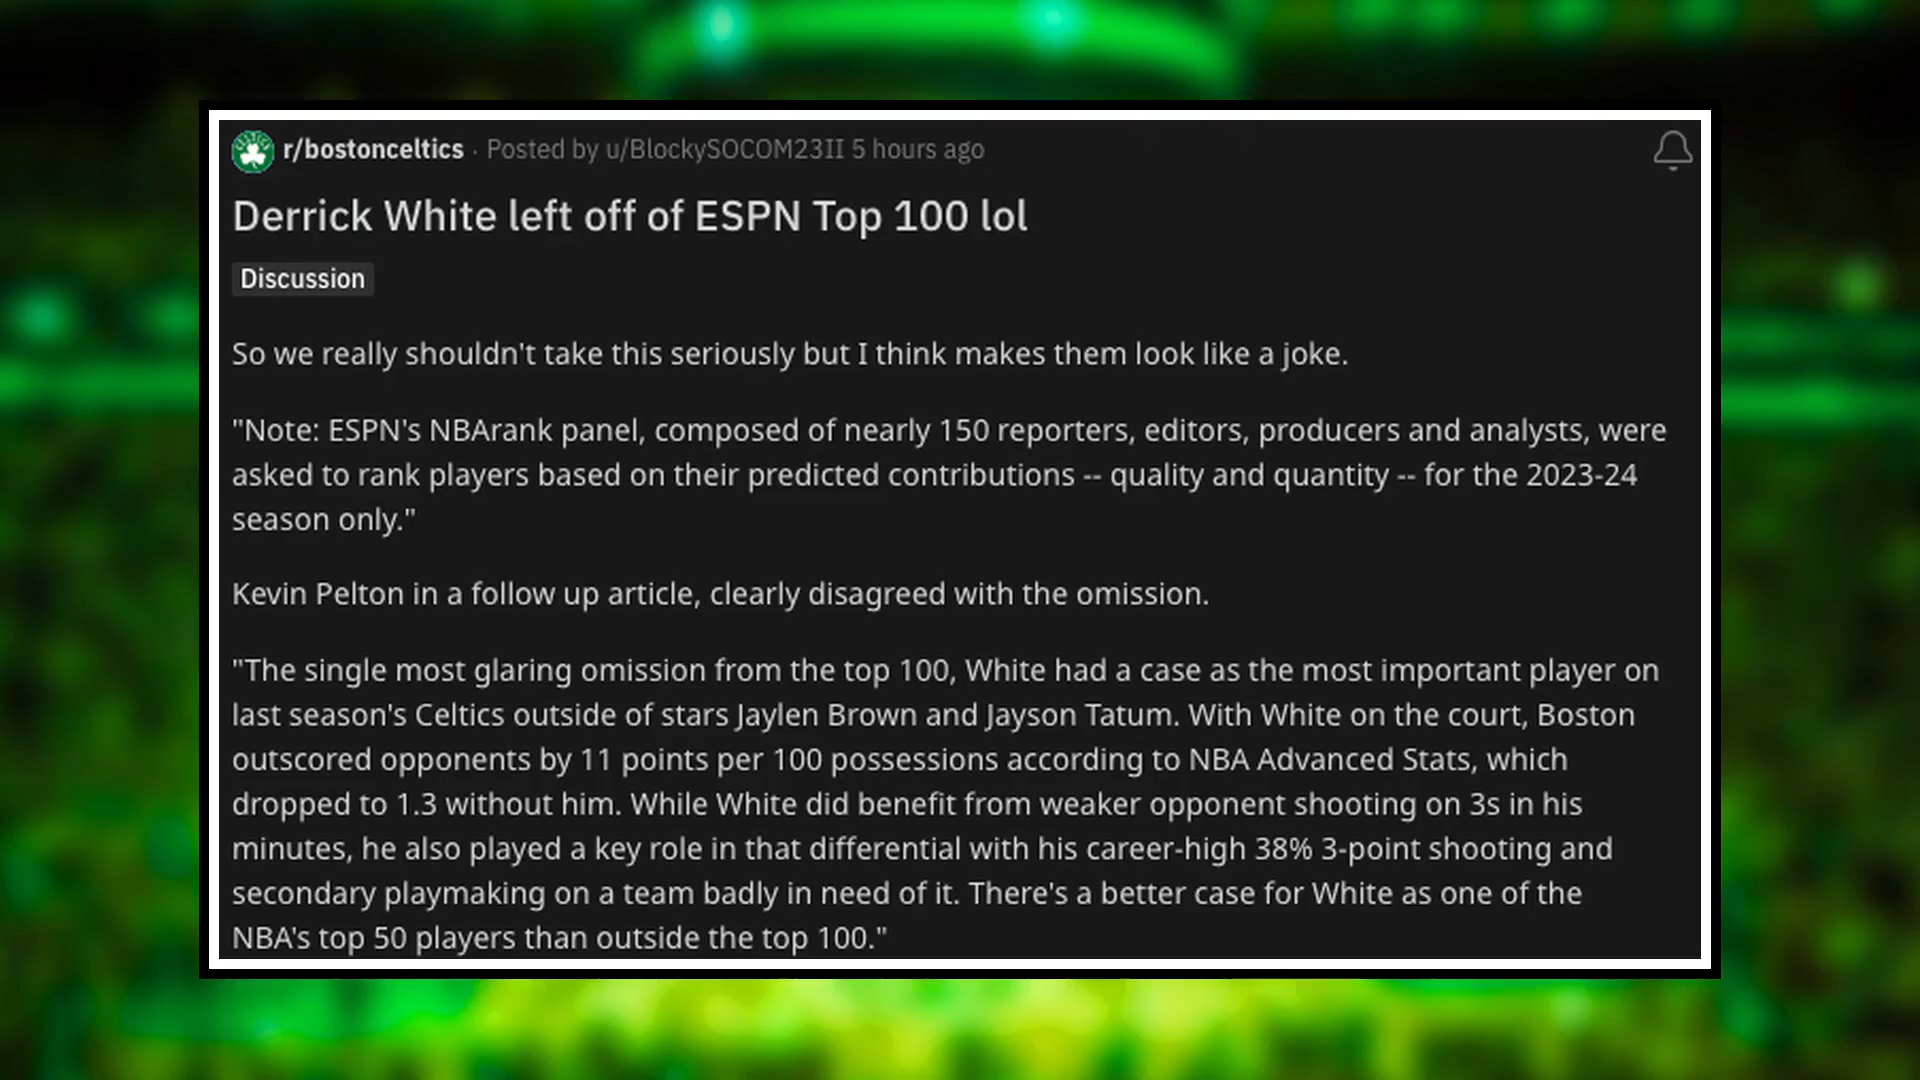 r/bostonceltics · Posted by u/BlockySOCOM23II 5 hours ago
Derrick White left off of ESPN Top 100 lol
Discussion
So we really shouldn't take this seriously but I think makes them look like a joke.
"Note: ESPN's NBArank panel, composed of nearly 150 reporters, editors, producers and analysts, were
asked to rank players based on their predicted contributions -- quality and quantity -- for the 2023-24
season only."
Kevin Pelton in a follow up article, clearly disagreed with the omission.
"The single most glaring omission from the top 100, White had a case as the most important player on
last season's Celtics outside of stars Jaylen Brown and Jayson Tatum. With White on the court, Boston
outscored opponents by 11 points per 100 possessions according to NBA Advanced Stats, which
dropped to 1.3 without him. While White did benefit from weaker opponent shooting on 3s in his
minutes, he also played a key role in that differential with his career-high 38% 3-point shooting and
secondary playmaking on a team badly in need of it. There's a better case for White as one of the
NBA's top 50 players than outside the top 100."